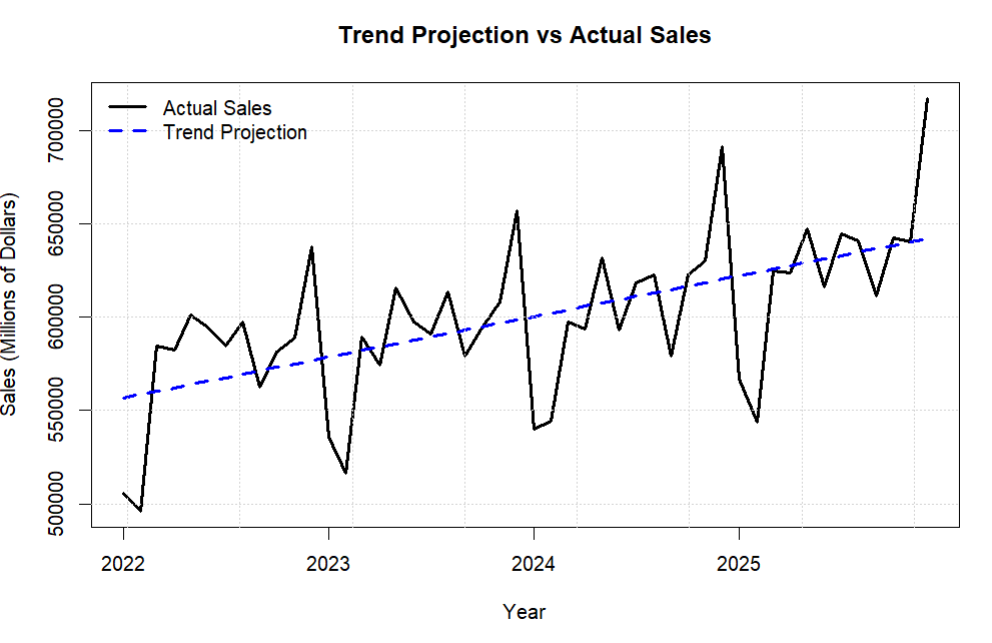 Trend Projection vs Actual Sales
Actual Sales
Trend Projection
Sales (Millions of Dollars)
700000
650000
600000
550000
500000
2022 2023 2024 2025
Year